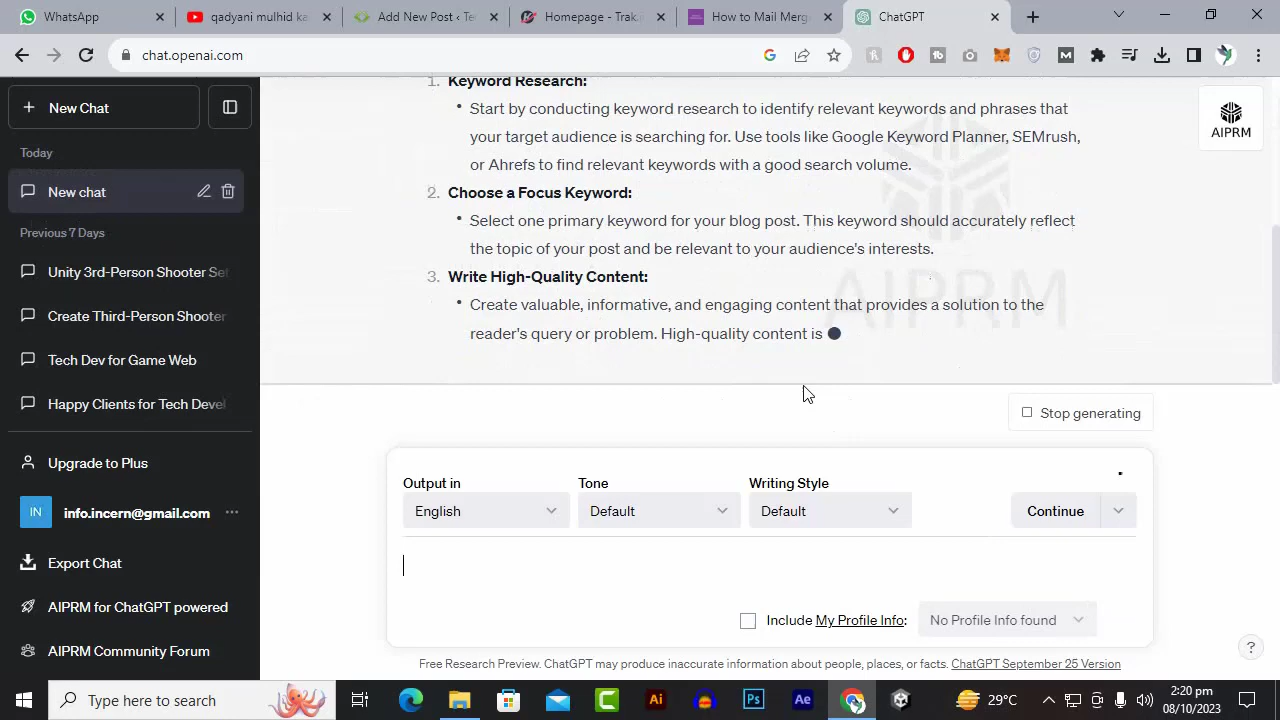 WhatsApp
qadyani mulhid ka
Add New Post ‹ Te
Homepage - Trak.in
How to Mail Merg
ChatGPT
chat.openai.com
New Chat
Today
New chat
Previous 7 Days
Unity 3rd-Person Shooter Set
Create Third-Person Shooter
Tech Dev for Game Web
Happy Clients for Tech Devel
Upgrade to Plus
IN
info.incern@gmail.com
Export Chat
AIPRM for ChatGPT powered
AIPRM Community Forum
1. Keyword Research:
• Start by conducting keyword research to identify relevant keywords and phrases that
your target audience is searching for. Use tools like Google Keyword Planner, SEMrush,
or Ahrefs to find relevant keywords with a good search volume.
2. Choose a Focus Keyword:
• Select one primary keyword for your blog post. This keyword should accurately reflect
the topic of your post and be relevant to your audience's interests.
3. Write High-Quality Content:
• Create valuable, informative, and engaging content that provides a solution to the
reader's query or problem. High-quality content is
AIPRM
AIPRM
Stop generating
Output in
Tone
Writing Style
English
Default
Default
Continue
Include My Profile Info:
No Profile Info found
Free Research Preview. ChatGPT may produce inaccurate information about people, places, or facts. ChatGPT September 25 Version
?
Type here to search
Ai
Ps
Ae
29°C
2:20 pm
08/10/2023